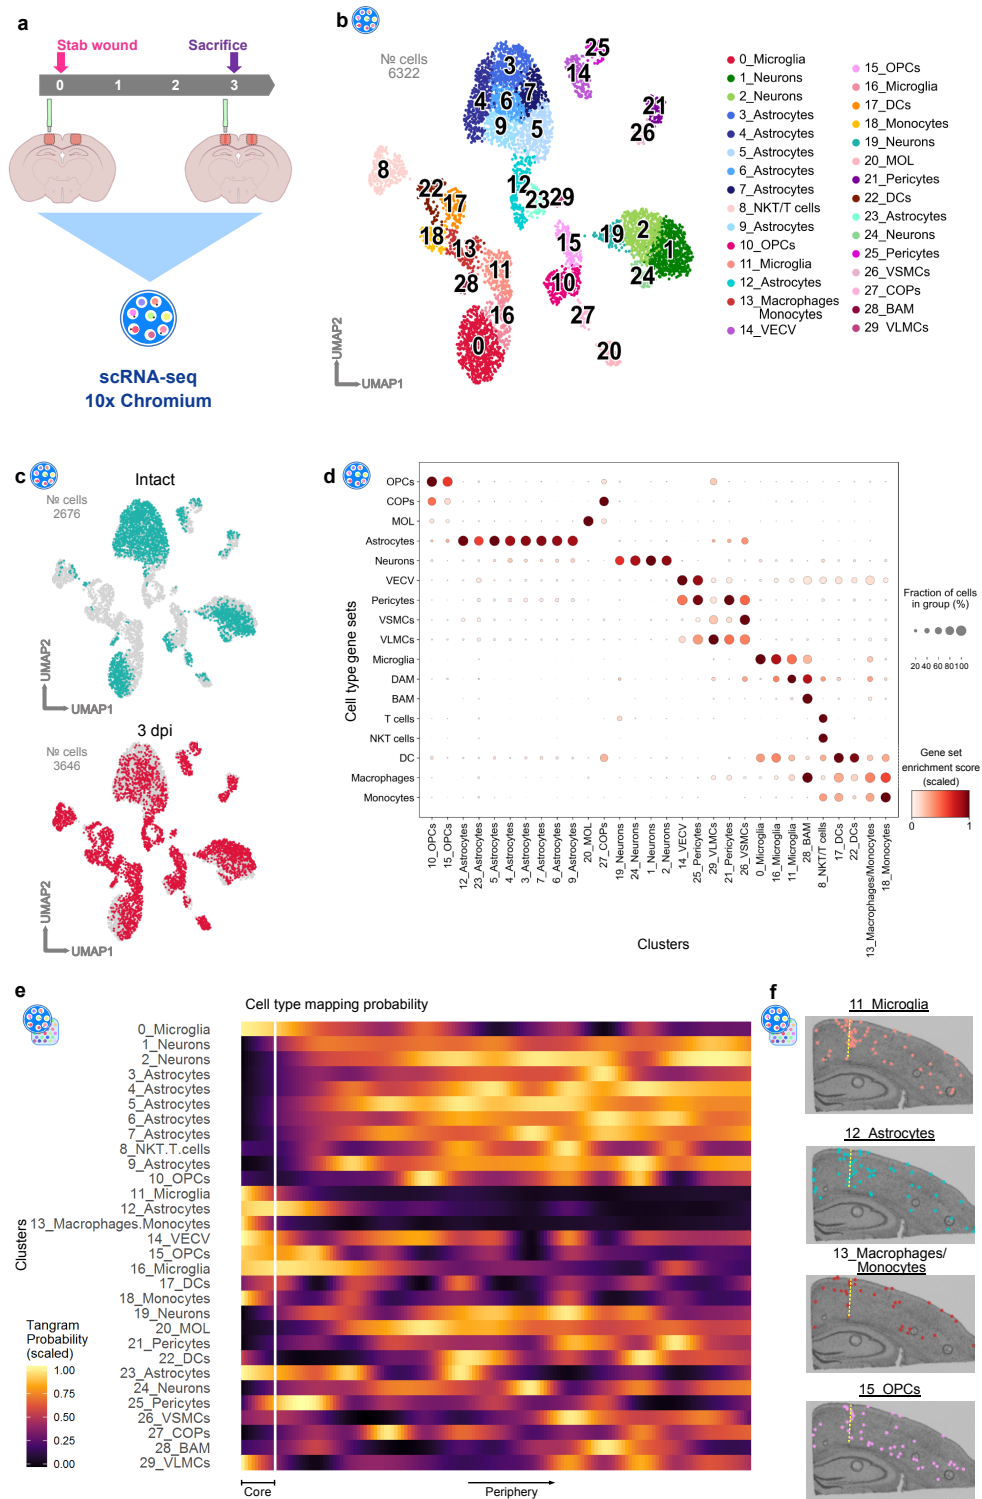 a
Stab wound
Sacrifice
0
1
2
3
scRNA-seq
10x Chromium
b
№ cells
6322
3
4
6
7
9
5
25
14
21
26
8
22
17
12
23
29
18
13
15
19
2
1
28
11
10
24
16
27
0
20
UMAP2
UMAP1
0_Microglia
1_Neurons
2_Neurons
3_Astrocytes
4_Astrocytes
5_Astrocytes
6_Astrocytes
7_Astrocytes
8_NKT/T cells
9_Astrocytes
10_OPCs
11_Microglia
12_Astrocytes
13_Macrophages
Monocytes
14_VECV
15_OPCs
16_Microglia
17_DCs
18_Monocytes
19_Neurons
20_MOL
21_Pericytes
22_DCs
23_Astrocytes
24_Neurons
25_Pericytes
26_VSMCs
27_COPs
28_BAM
29_VLMCs
c
Intact
№ cells
2676
UMAP2
UMAP1
3 dpi
№ cells
3646
UMAP2
UMAP1
d
Cell type gene sets
OPCs
COPs
MOL
Astrocytes
Neurons
VECV
Pericytes
VSMCs
VLMCs
Microglia
DAM
BAM
T cells
NKT cells
DC
Macrophages
Monocytes
10_OPCs
15_OPCs
12_Astrocytes
23_Astrocytes
5_Astrocytes
4_Astrocytes
3_Astrocytes
7_Astrocytes
6_Astrocytes
9_Astrocytes
20_MOL
27_COPs
19_Neurons
24_Neurons
1_Neurons
2_Neurons
14_VECV
25_Pericytes
29_VLMCs
21_Pericytes
26_VSMCs
0_Microglia
16_Microglia
11_Microglia
28_BAM
8_NKT/T cells
17_DCs
22_DCs
13_Macrophages/Monocytes
18_Monocytes
Clusters
Fraction of cells
in group (%)
20 40 60 80 100
Gene set
enrichment score
(scaled)
0
1
e
Cell type mapping probability
Clusters
0_Microglia
1_Neurons
2_Neurons
3_Astrocytes
4_Astrocytes
5_Astrocytes
6_Astrocytes
7_Astrocytes
8_NKT.T.cells
9_Astrocytes
10_OPCs
11_Microglia
12_Astrocytes
13_Macrophages.Monocytes
14_VECV
15_OPCs
16_Microglia
17_DCs
18_Monocytes
19_Neurons
20_MOL
21_Pericytes
22_DCs
23_Astrocytes
24_Neurons
25_Pericytes
26_VSMCs
27_COPs
28_BAM
29_VLMCs
Tangram
Probability
(scaled)
1.00
0.75
0.50
0.25
0.00
Core
Periphery
f
11_Microglia
12_Astrocytes
13_Macrophages/
Monocytes
15_OPCs